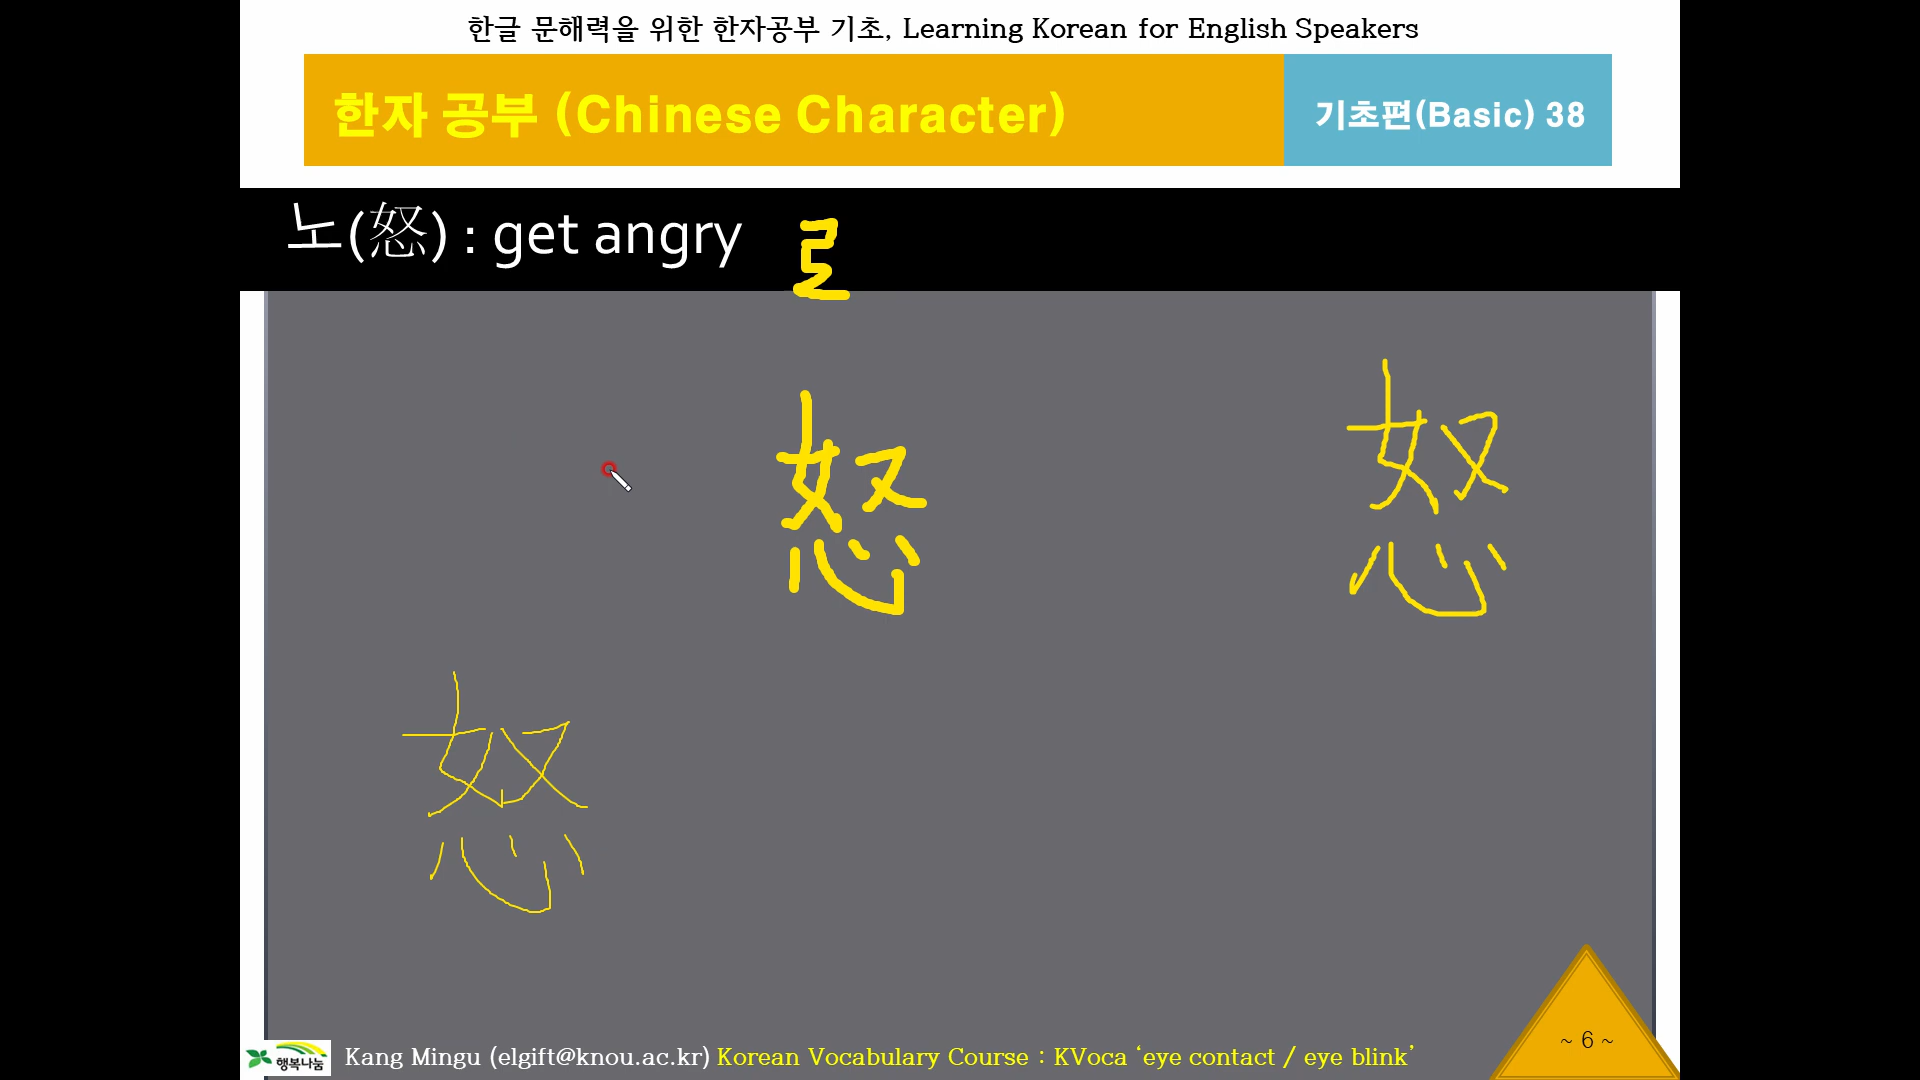 한글 문해력을 위한 한자공부 기초, Learning Korean for English Speakers
한자 공부 (Chinese Character)
기초편(Basic) 38
노(怒) : get angry
로
怒
怒
怒
행복나눔
Kang Mingu (elgift@knou.ac.kr) Korean Vocabulary Course : KVoca ‘eye contact / eye blink’
~ 6 ~